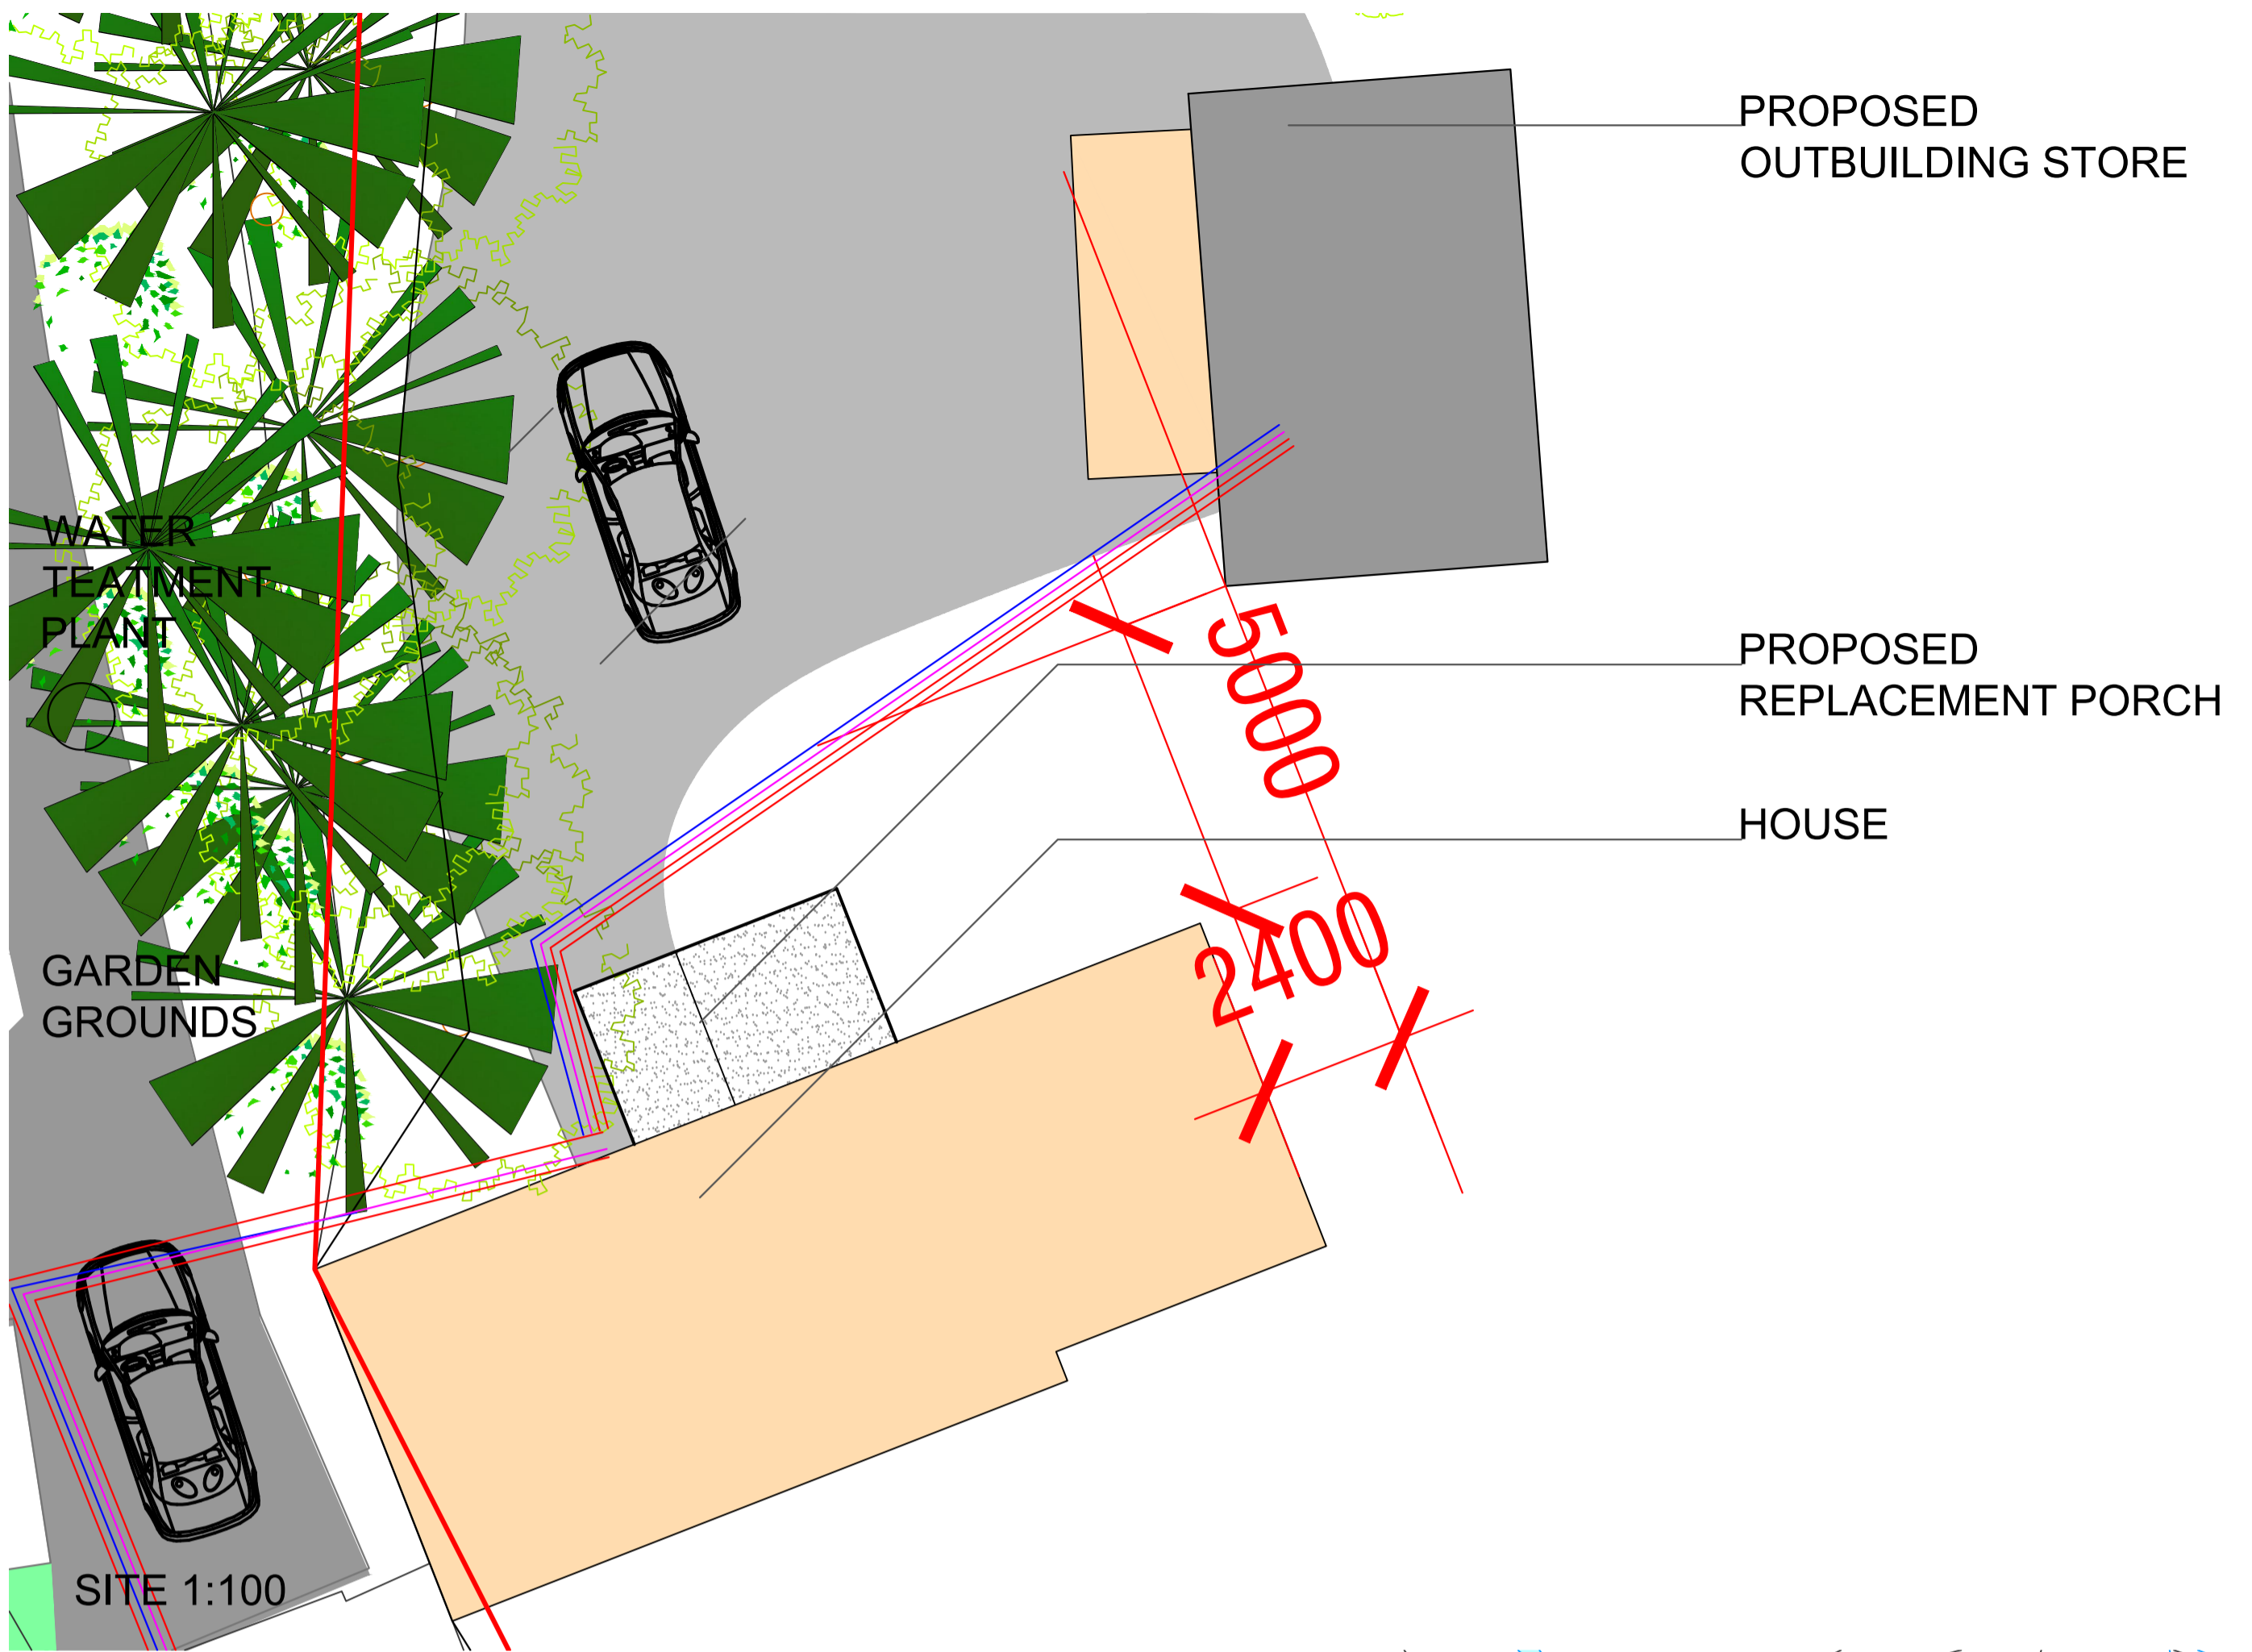 PROPOSED
OUTBUILDING STORE
WATER
TEATMENT
PLANT
5000
PROPOSED
REPLACEMENT PORCH
HOUSE
2400
GARDEN
GROUNDS
SITE 1:100